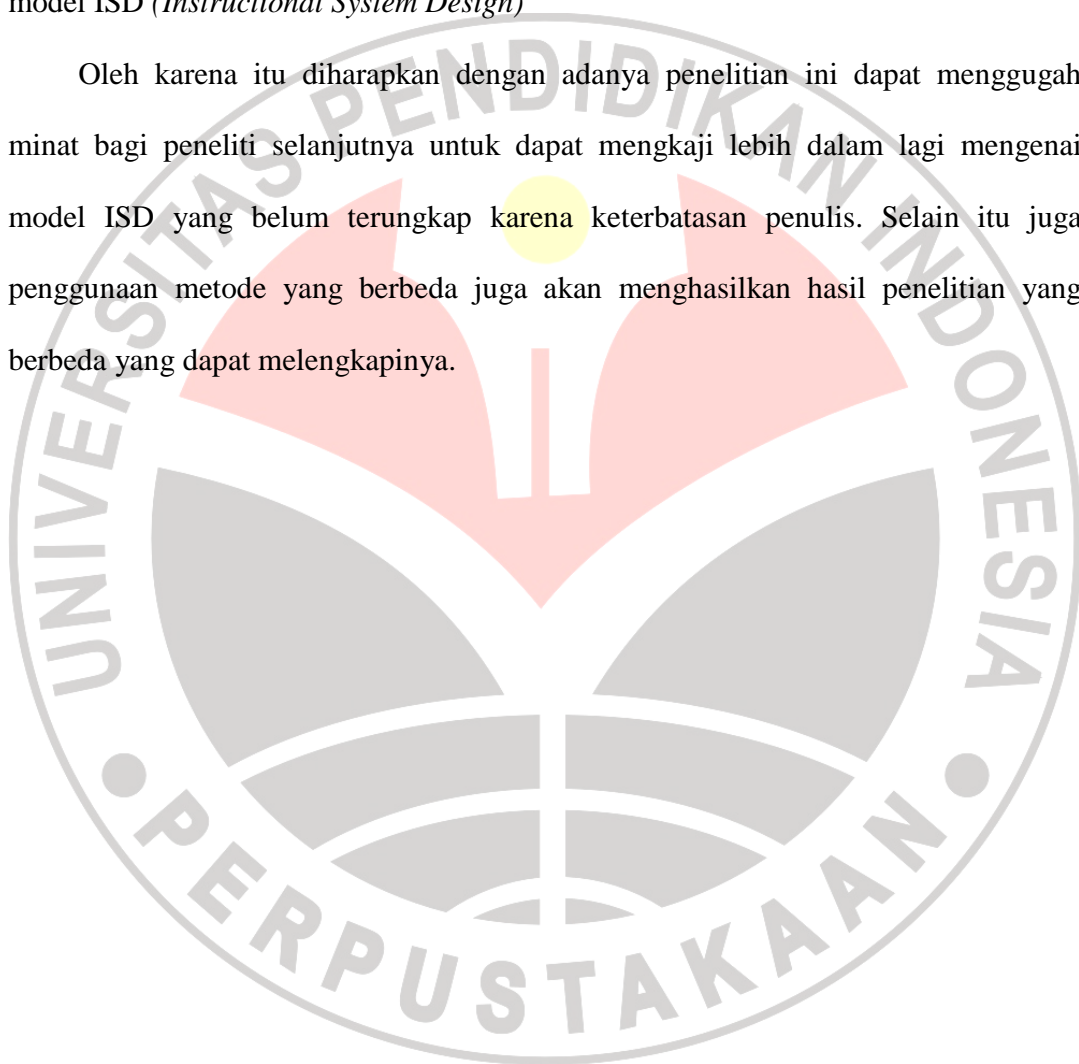 model ISD (Instructional System Design)
Oleh karena itu diharapkan dengan adanya penelitian ini dapat menggugah
minat bagi peneliti selanjutnya untuk dapat mengkaji lebih dalam lagi mengenai
model ISD yang belum terungkap karena keterbatasan penulis. Selain itu juga
penggunaan metode yang berbeda juga akan menghasilkan hasil penelitian yang
berbeda yang dapat melengkapinya.
UNIVERSITAS PENDIDIKAN INDONESIA
PERPUSTAKAAN